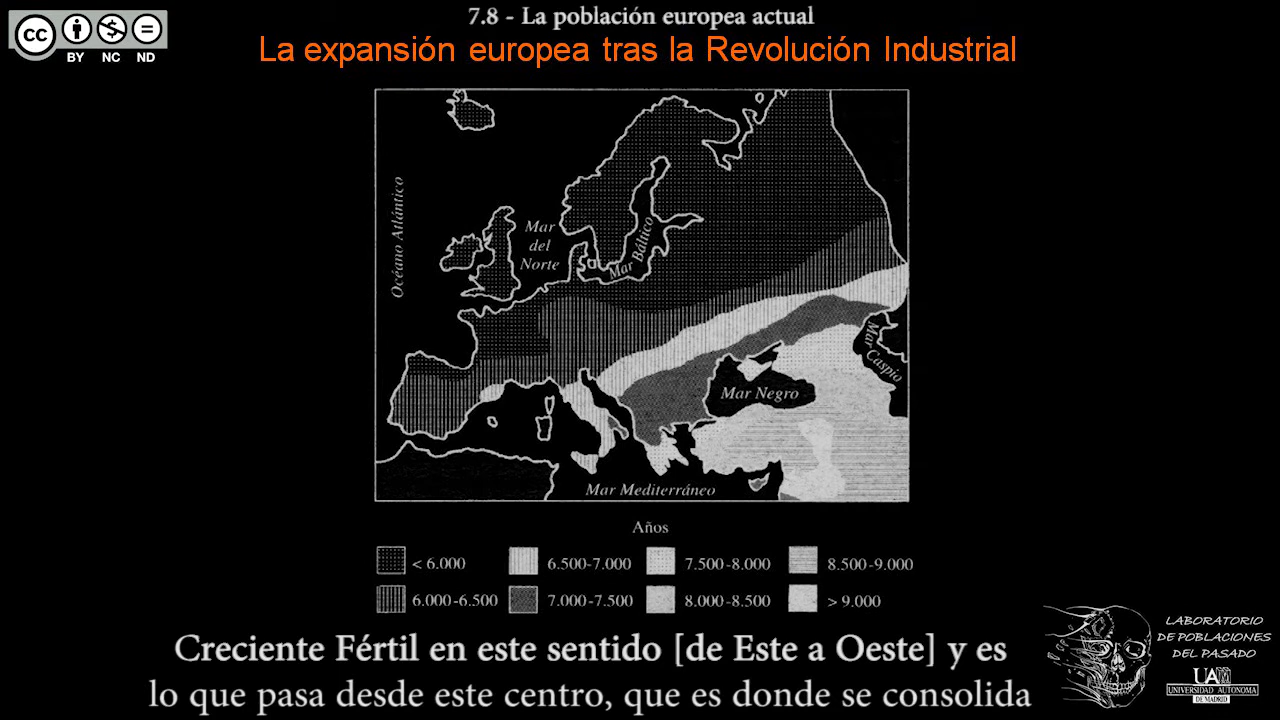 7.8 - La población europea actual
La expansión europea tras la Revolución Industrial
BY NC ND
Océano Atlántico
Mar
del
Norte
Mar Báltico
Mar Caspio
Mar Negro
Mar Mediterráneo
Años
< 6.000
6.500-7.000
7.500-8.000
8.500-9.000
6.000-6.500
7.000-7.500
8.000-8.500
> 9.000
Creciente Fértil en este sentido [de Este a Oeste] y es
lo que pasa desde este centro, que es donde se consolida
LABORATORIO
DE POBLACIONES
DEL PASADO
UAM
UNIVERSIDAD AUTONOMA
DE MADRID